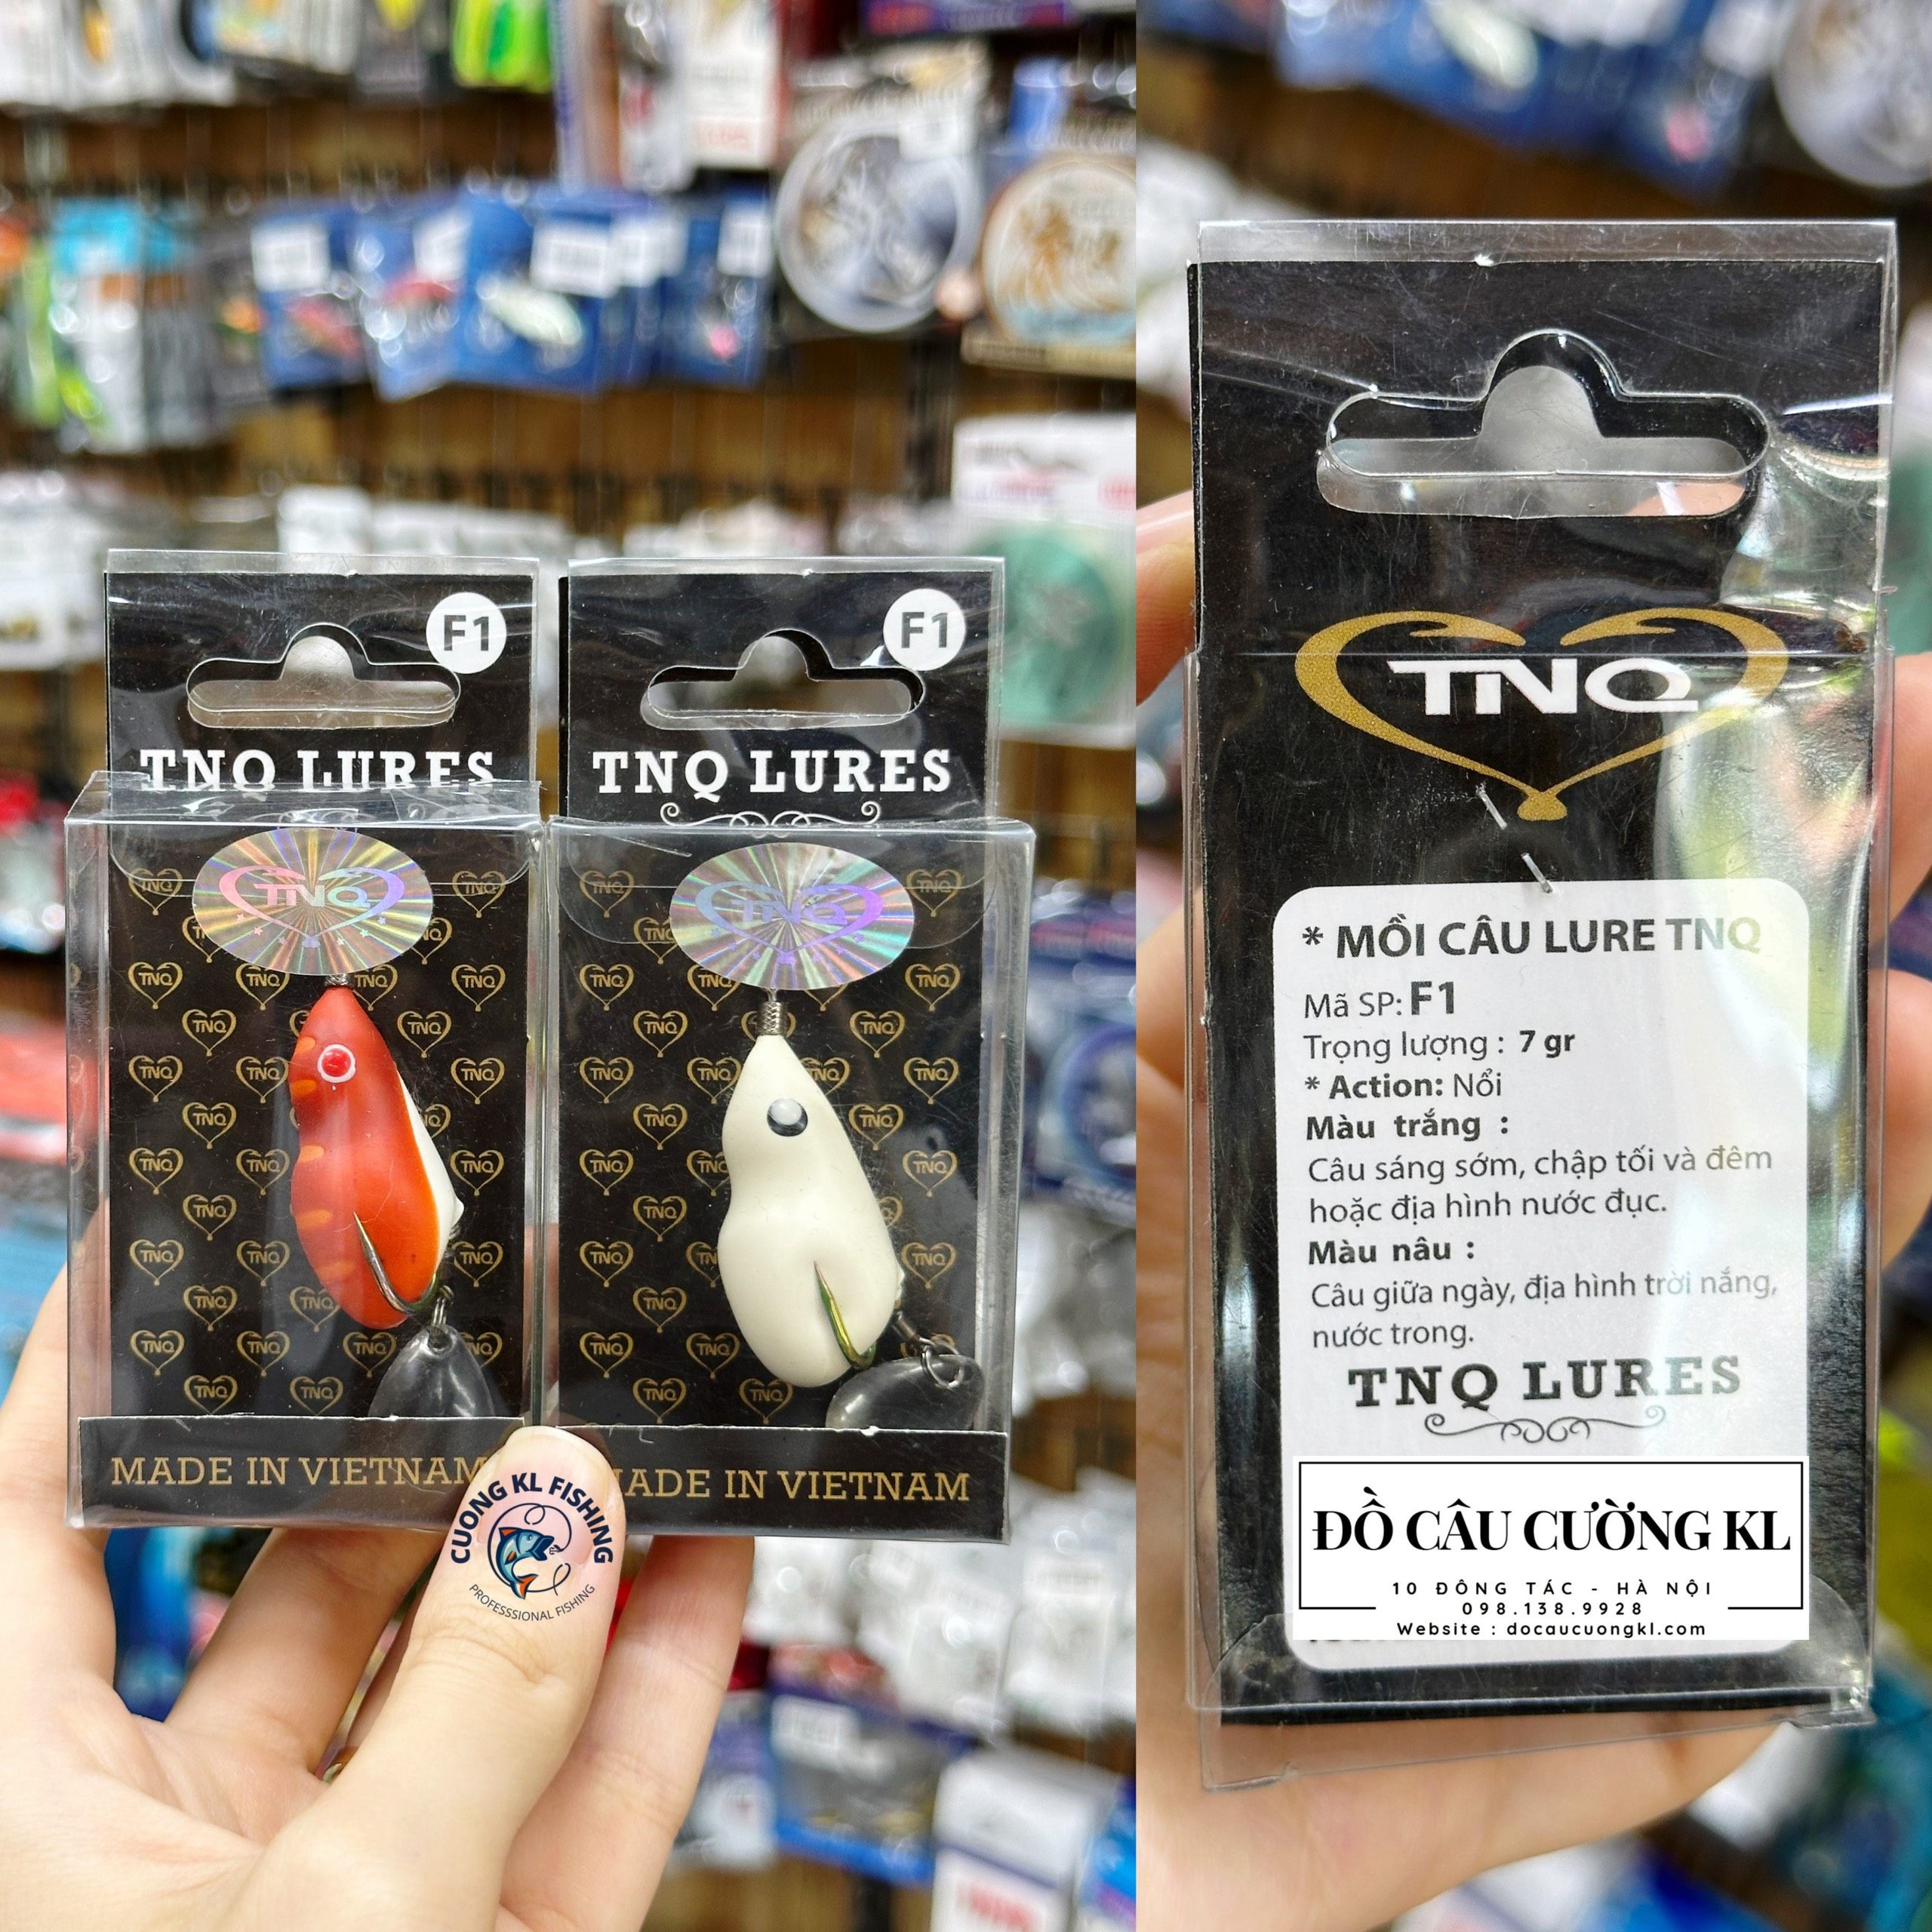 F1
TNQ LURES
TNQ
MADE IN VIETNAM
F1
TNQ LURES
TNQ
MADE IN VIETNAM
CUONG KL FISHING
PROFESSSIONAL FISHING
TNQ
* MỒI CÂU LURE TNQ
Mã SP: F1
Trọng lượng : 7 gr
* Action: Nổi
Màu trắng :
Câu sáng sớm, chập tối và đêm
hoặc địa hình nước đục.
Màu nâu :
Câu giữa ngày, địa hình trời nắng,
nước trong.
TNQ LURES
ĐỒ CÂU CƯỜNG KL
10 ĐÔNG TÁC - HÀ NỘI
098.138.9928
Website : docaucuongkl.com